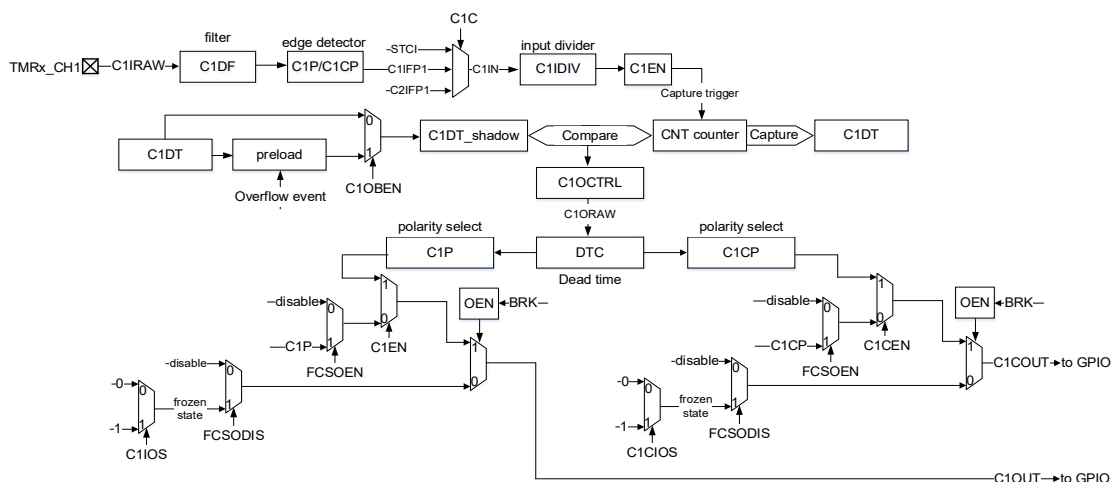 C1C
filter
edge detector
input divider
TMRx_CH1
C1IRAW
C1DF
C1P/C1CP
STCI
C1IFP1
C2IFP1
C1IN
C1IDIV
C1EN
Capture trigger
0
1
C1DT
preload
Overflow event
C1OBEN
C1DT_shadow
Compare
CNT counter
Capture
C1DT
C1OCTRL
C1ORAW
polarity select
C1P
DTC
Dead time
polarity select
C1CP
disable
0
1
C1P
FCSOEN
1
0
C1EN
OEN
BRK
1
0
disable
0
1
FCSODIS
0
1
0
1
frozen
state
C1IOS
disable
0
1
C1CP
FCSOEN
1
0
C1CEN
OEN
BRK
1
0
C1COUT
to GPIO
disable
0
1
FCSODIS
0
1
0
1
frozen
state
C1CIOS
C1OUT
to GPIO